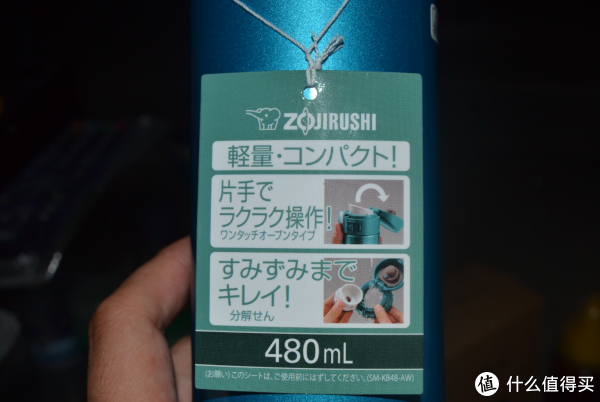 ZOJIRUSHI
軽量・コンパクト!
片手で
ラクラク操作!
ワンタッチオープンタイプ
すみずみまで
キレイ!
分解せん
480mL
(お願い)このシートは、ご使用前にはずしてください。(SM-KB48-AW)
值 什么值得买